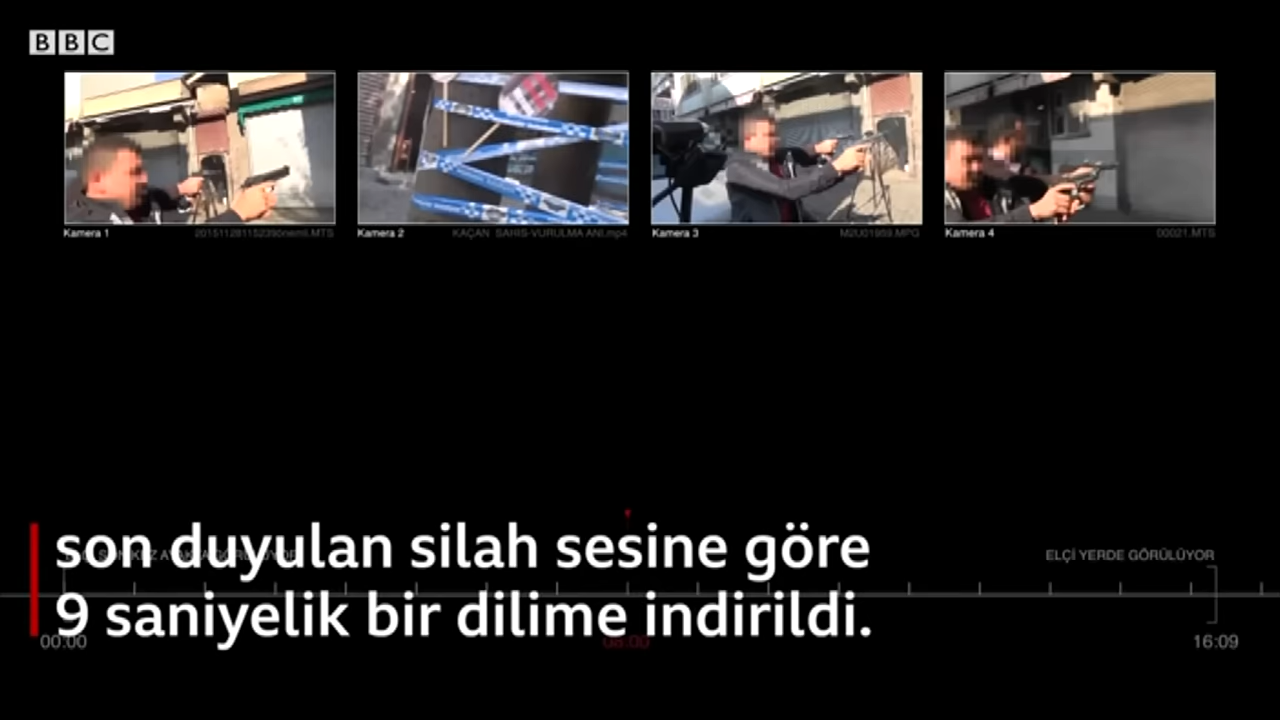 BBC
Kamera 1
20151128115239önemli.MTS
Kamera 2
KAÇAN SAHIS-VURULMA ANI.mp4
Kamera 3
M2U01959.MPG
Kamera 4
00021.MTS
son duyulan silah sesine göre
9 saniyelik bir dilime indirildi.
ELÇİ YERDE GÖRÜLÜYOR
00:00
16:09